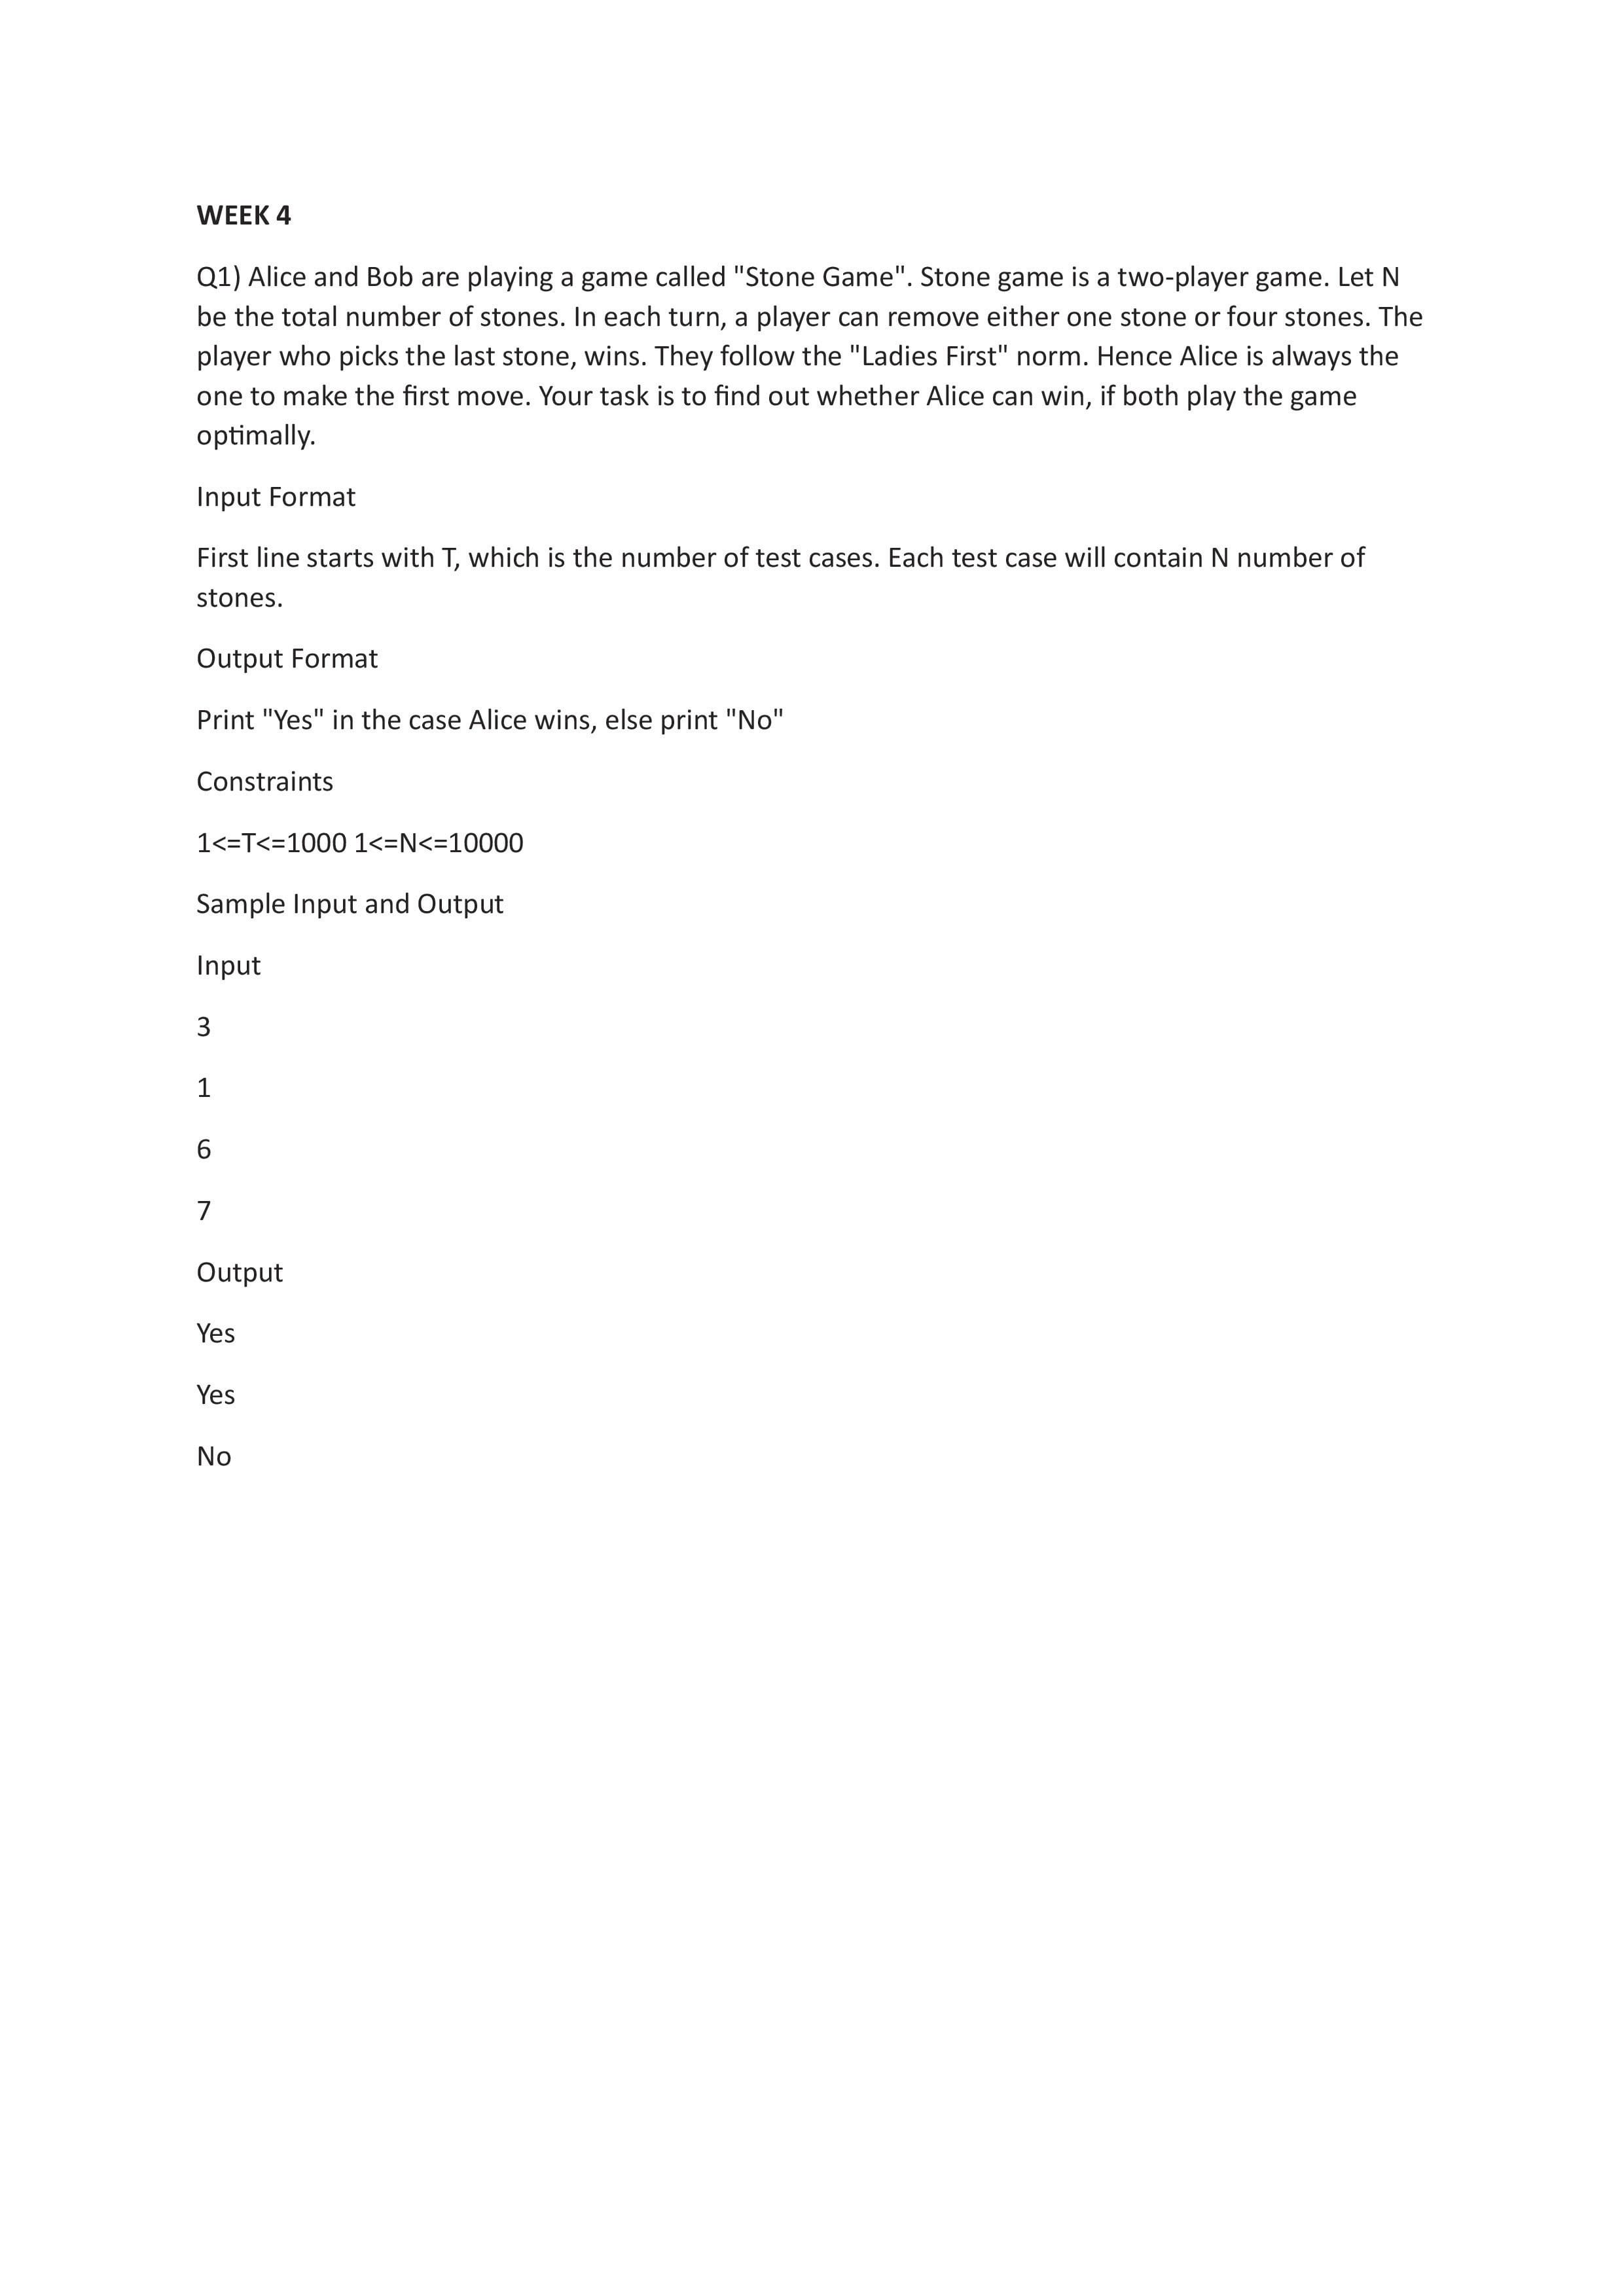 WEEK 4
Q1) Alice and Bob are playing a game called "Stone Game". Stone game is a two-player game. Let N
be the total number of stones. In each turn, a player can remove either one stone or four stones. The
player who picks the last stone, wins. They follow the "Ladies First" norm. Hence Alice is always the
one to make the first move. Your task is to find out whether Alice can win, if both play the game
optimally.
Input Format
First line starts with T, which is the number of test cases. Each test case will contain N number of
stones.
Output Format
Print "Yes" in the case Alice wins, else print "No"
Constraints
1<=T<=1000 1<=N<=10000
Sample Input and Output
Input
3
1
6
7
Output
Yes
Yes
No